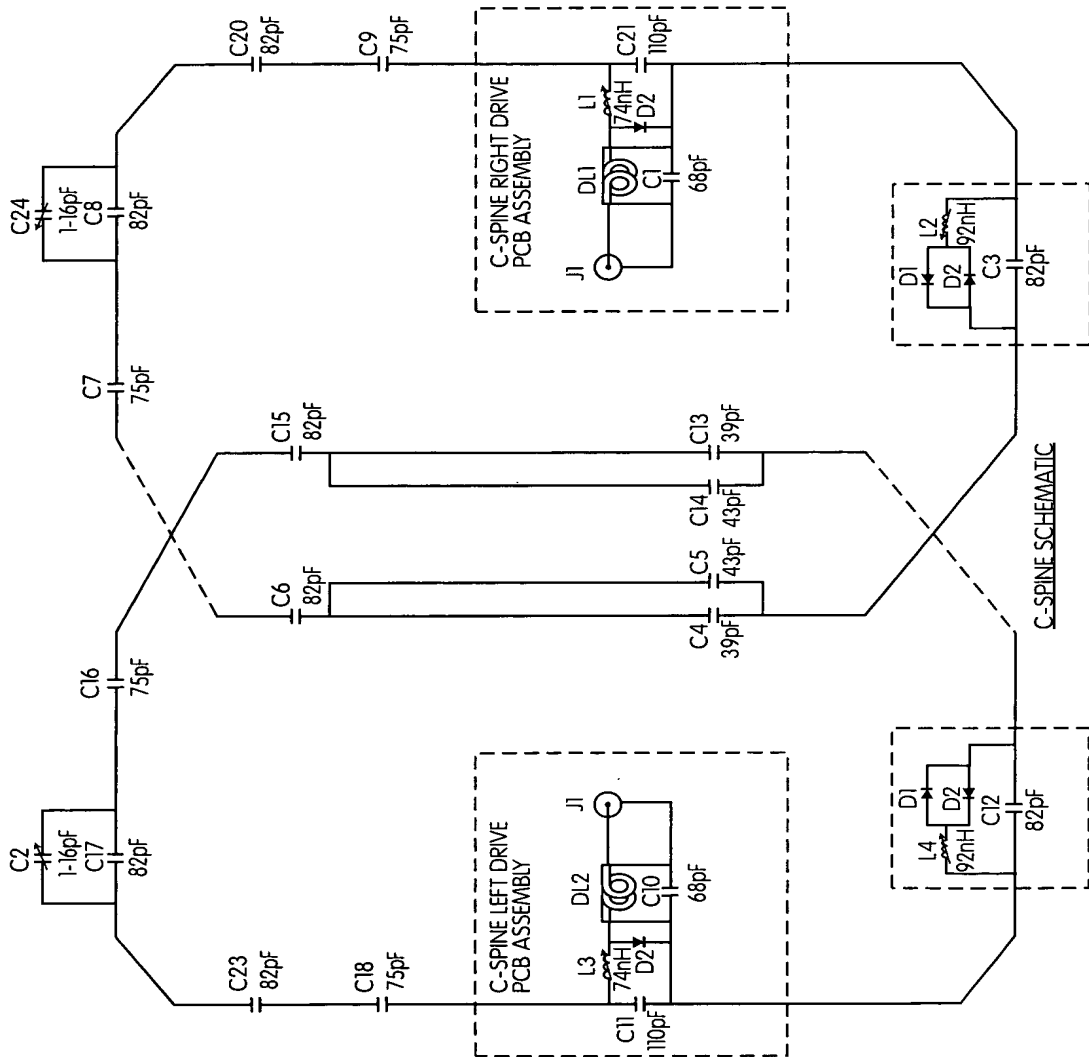 C24
1-16pF
C8
82pF
C20
82pF
C9
75pF
C7
75pF
C-SPINE RIGHT DRIVE
PCB ASSEMBLY
J1
DL1
C1
68pF
L1
74nH
D2
C21
110pF
D1
D2
L2
92nH
C3
82pF
C15
82pF
C14
43pF
C13
39pF
C6
82pF
C5
43pF
C4
39pF
C16
75pF
C2
1-16pF
C17
82pF
C23
82pF
C18
75pF
C-SPINE LEFT DRIVE
PCB ASSEMBLY
J1
DL2
C10
68pF
L3
74nH
D2
C11
110pF
D1
D2
L4
92nH
C12
82pF
C-SPINE SCHEMATIC